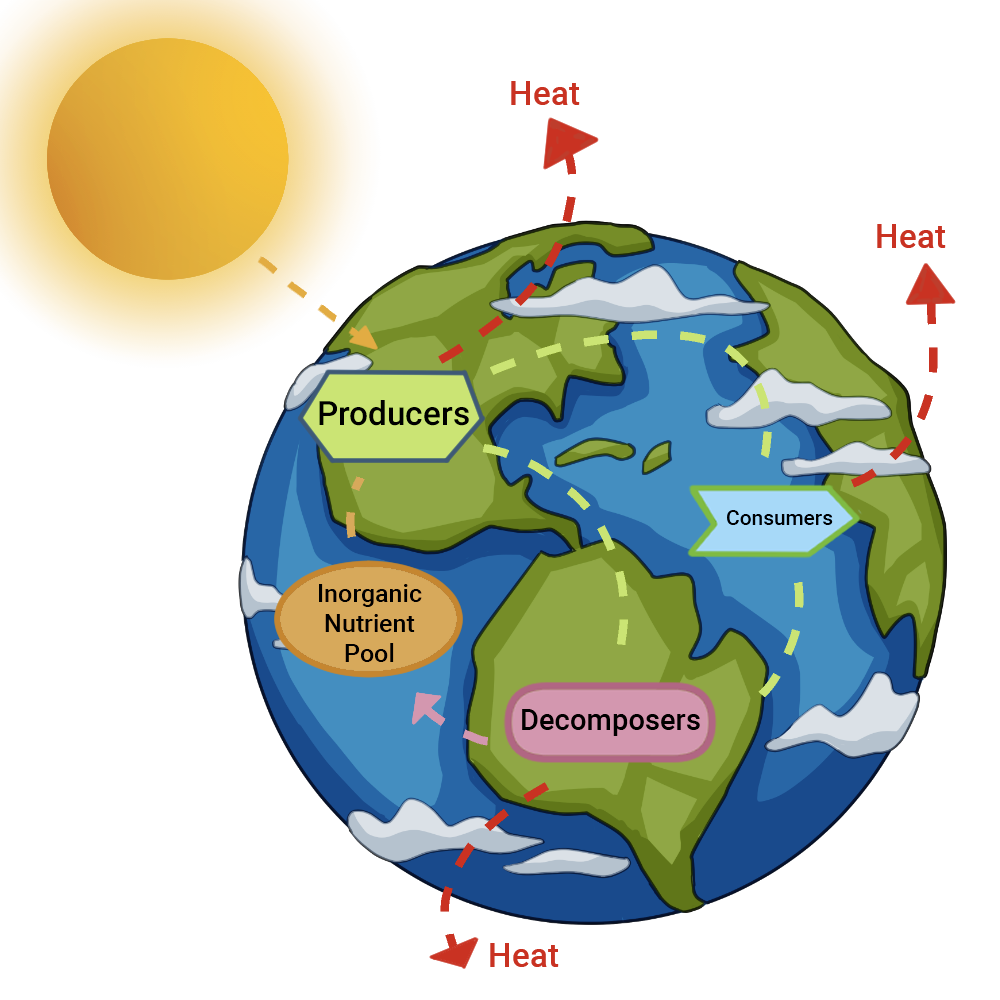 Heat
Heat
Producers
Consumers
Inorganic
Nutrient
Pool
Decomposers
Heat